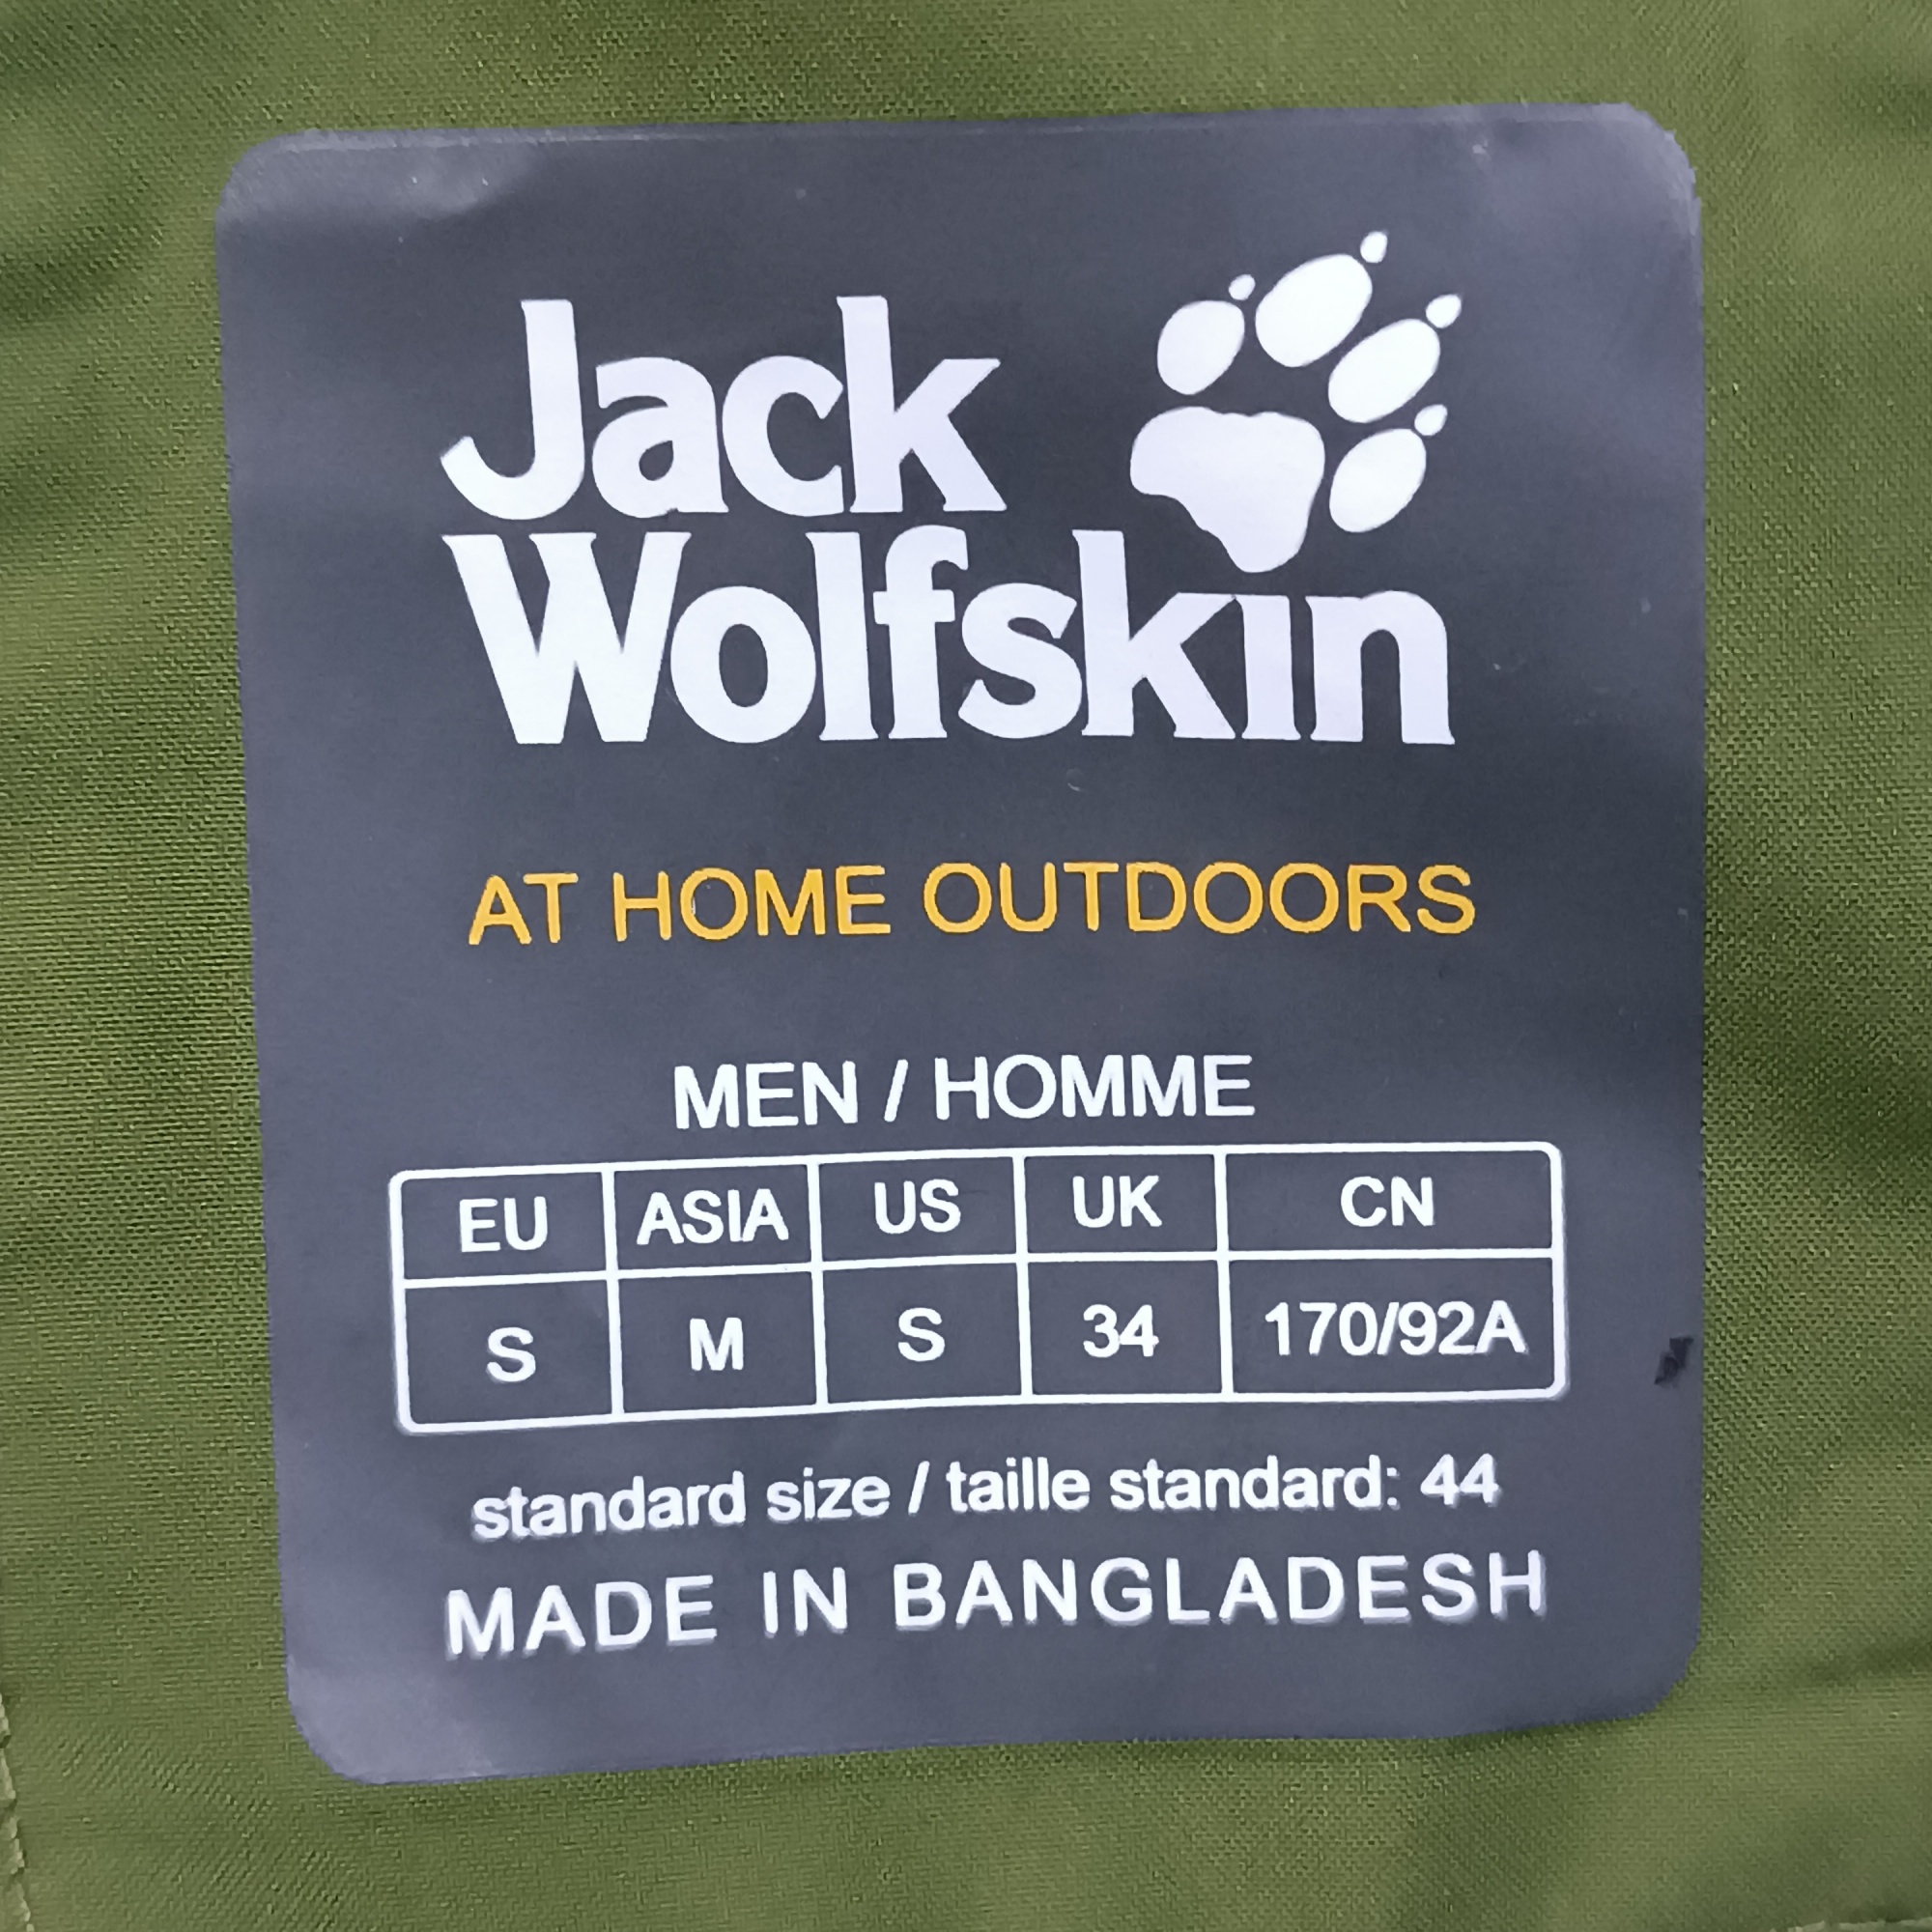 Jack
Wolfskin
AT HOME OUTDOORS
MEN / HOMME
EU ASIA US UK CN
S M S 34 170/92A
standard size / taille standard: 44
MADE IN BANGLADESH